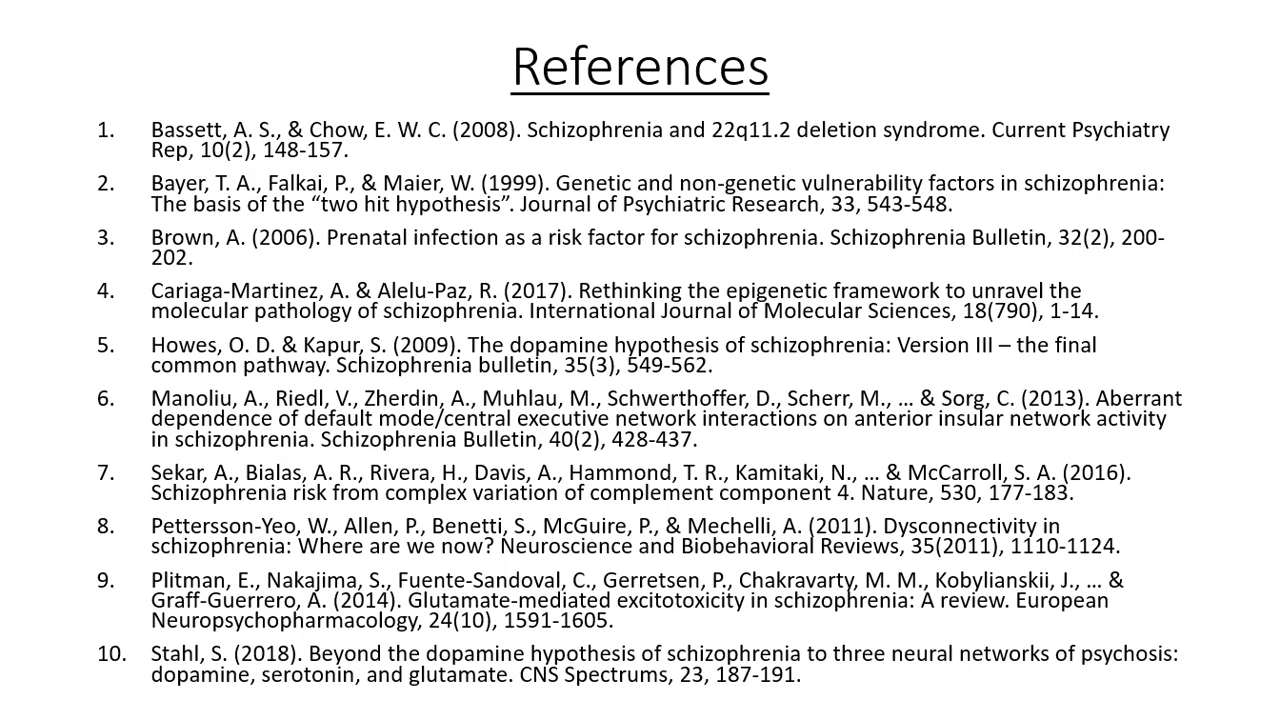 References
1. Bassett, A. S., & Chow, E. W. C. (2008). Schizophrenia and 22q11.2 deletion syndrome. Current Psychiatry
Rep, 10(2), 148-157.
2. Bayer, T. A., Falkai, P., & Maier, W. (1999). Genetic and non-genetic vulnerability factors in schizophrenia:
The basis of the “two hit hypothesis”. Journal of Psychiatric Research, 33, 543-548.
3. Brown, A. (2006). Prenatal infection as a risk factor for schizophrenia. Schizophrenia Bulletin, 32(2), 200-
202.
4. Cariaga-Martinez, A. & Alelu-Paz, R. (2017). Rethinking the epigenetic framework to unravel the
molecular pathology of schizophrenia. International Journal of Molecular Sciences, 18(790), 1-14.
5. Howes, O. D. & Kapur, S. (2009). The dopamine hypothesis of schizophrenia: Version III – the final
common pathway. Schizophrenia bulletin, 35(3), 549-562.
6. Manoliu, A., Riedl, V., Zherdin, A., Muhlau, M., Schwerthoffer, D., Scherr, M., … & Sorg, C. (2013). Aberrant
dependence of default mode/central executive network interactions on anterior insular network activity
in schizophrenia. Schizophrenia Bulletin, 40(2), 428-437.
7. Sekar, A., Bialas, A. R., Rivera, H., Davis, A., Hammond, T. R., Kamitaki, N., … & McCarroll, S. A. (2016).
Schizophrenia risk from complex variation of complement component 4. Nature, 530, 177-183.
8. Pettersson-Yeo, W., Allen, P., Benetti, S., McGuire, P., & Mechelli, A. (2011). Dysconnectivity in
schizophrenia: Where are we now? Neuroscience and Biobehavioral Reviews, 35(2011), 1110-1124.
9. Plitman, E., Nakajima, S., Fuente-Sandoval, C., Gerretsen, P., Chakravarty, M. M., Kobylianskii, J., … &
Graff-Guerrero, A. (2014). Glutamate-mediated excitotoxicity in schizophrenia: A review. European
Neuropsychopharmacology, 24(10), 1591-1605.
10. Stahl, S. (2018). Beyond the dopamine hypothesis of schizophrenia to three neural networks of psychosis:
dopamine, serotonin, and glutamate. CNS Spectrums, 23, 187-191.